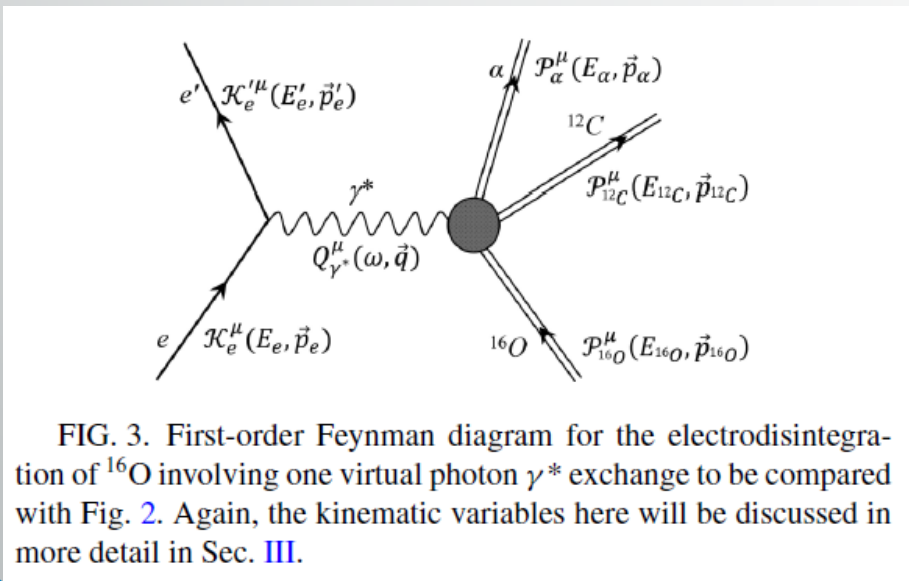 α 𝒫^μ_α(E_α, p⃗_α)
e′ 𝒦′^μ_e(E′_e, p⃗′_e)
¹²C
γ*
𝒫^μ_¹²C(E_¹²C, p⃗_¹²C)
Q^μ_γ*(ω, q⃗)
e 𝒦^μ_e(E_e, p⃗_e)
¹⁶O 𝒫^μ_¹⁶O(E_¹⁶O, p⃗_¹⁶O)
FIG. 3. First-order Feynman diagram for the electrodisintegra-
tion of ¹⁶O involving one virtual photon γ* exchange to be compared
with Fig. 2. Again, the kinematic variables here will be discussed in
more detail in Sec. III.